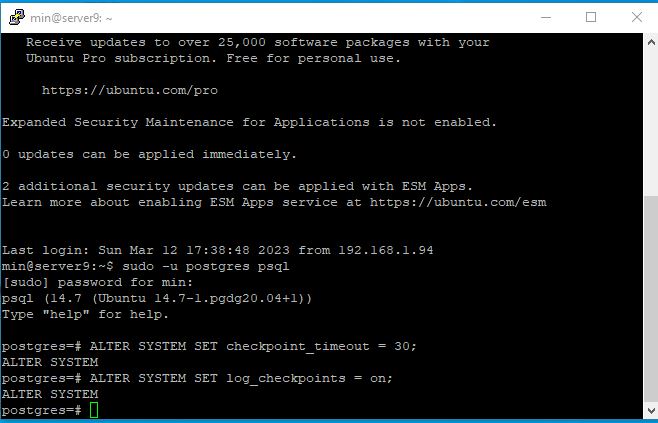 min@server9: ~
Receive updates to over 25,000 software packages with your
Ubuntu Pro subscription. Free for personal use.
https://ubuntu.com/pro
Expanded Security Maintenance for Applications is not enabled.
0 updates can be applied immediately.
2 additional security updates can be applied with ESM Apps.
Learn more about enabling ESM Apps service at https://ubuntu.com/esm
Last login: Sun Mar 12 17:38:48 2023 from 192.168.1.94
min@server9:~$ sudo -u postgres psql
[sudo] password for min:
psql (14.7 (Ubuntu 14.7-1.pgdg20.04+1))
Type "help" for help.
postgres=# ALTER SYSTEM SET checkpoint_timeout = 30;
ALTER SYSTEM
postgres=# ALTER SYSTEM SET log_checkpoints = on;
ALTER SYSTEM
postgres=#